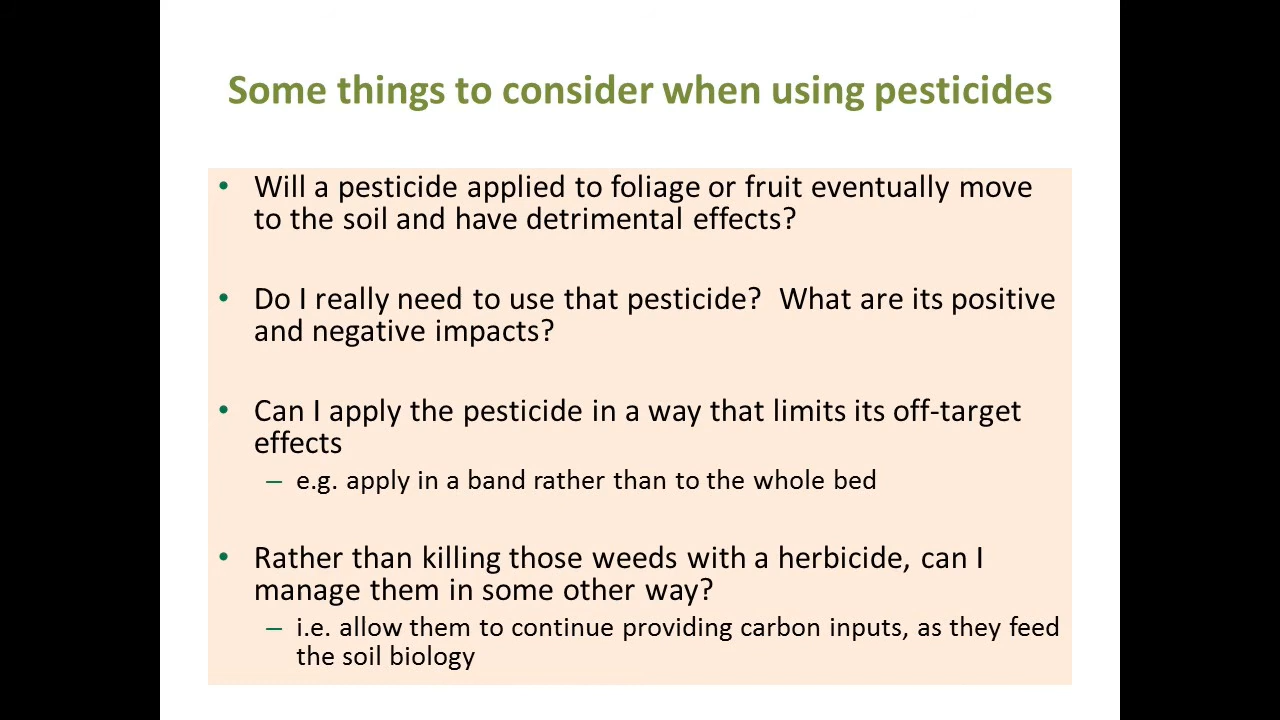 Some things to consider when using pesticides
• Will a pesticide applied to foliage or fruit eventually move
to the soil and have detrimental effects?
• Do I really need to use that pesticide?  What are its positive
and negative impacts?
• Can I apply the pesticide in a way that limits its off-target
effects
– e.g. apply in a band rather than to the whole bed
• Rather than killing those weeds with a herbicide, can I
manage them in some other way?
– i.e. allow them to continue providing carbon inputs, as they feed
the soil biology